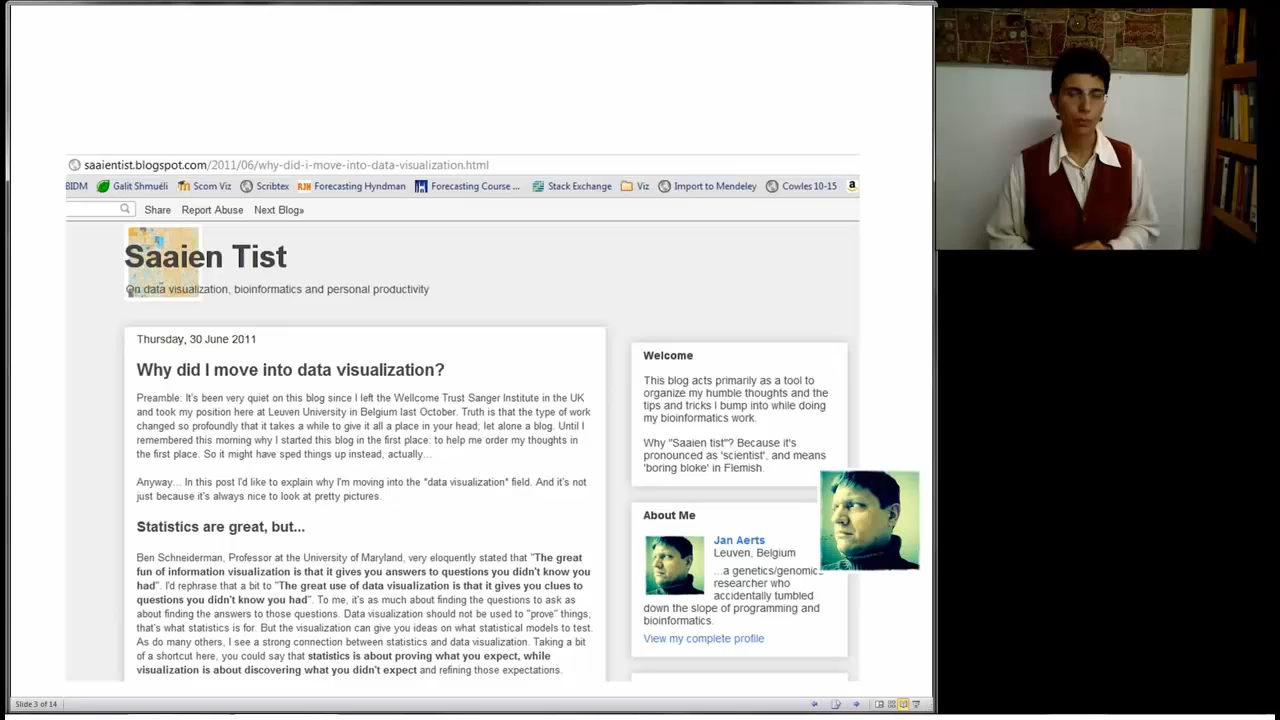 saaientist.blogspot.com/2011/06/why-did-i-move-into-data-visualization.html
BIDM Galit Shmuéli Scom Viz Scribtex Forecasting Hyndman Forecasting Course ... Stack Exchange Viz Import to Mendeley Cowles 10-15
Share Report Abuse Next Blog»
Saaien Tist
On data visualization, bioinformatics and personal productivity
Thursday, 30 June 2011
Why did I move into data visualization?
Preamble: It's been very quiet on this blog since I left the Wellcome Trust Sanger Institute in the UK
and took my position here at Leuven University in Belgium last October. Truth is that the type of work
changed so profoundly that it takes a while to give it all a place in your head; let alone a blog. Until I
remembered this morning why I started this blog in the first place: to help me order my thoughts in
the first place. So it might have sped things up instead, actually...
Anyway... In this post I'd like to explain why I'm moving into the *data visualization* field. And it's not
just because it's always nice to look at pretty pictures.
Statistics are great, but...
Ben Schneiderman, Professor at the University of Maryland, very eloquently stated that "The great
fun of information visualization is that it gives you answers to questions you didn't know you
had". I'd rephrase that a bit to "The great use of data visualization is that it gives you clues to
questions you didn't know you had". To me, it's as much about finding the questions to ask as
about finding the answers to those questions. Data visualization should not be used to "prove" things;
that's what statistics is for. But the visualization can give you ideas on what statistical models to test.
As do many others, I see a strong connection between statistics and data visualization. Taking a bit
of a shortcut here, you could say that statistics is about proving what you expect, while
visualization is about discovering what you didn't expect and refining those expectations.
Welcome
This blog acts primarily as a tool to
organize my humble thoughts and the
tips and tricks I bump into while doing
my bioinformatics work.
Why "Saaien tist"? Because it's
pronounced as 'scientist', and means
'boring bloke' in Flemish.
About Me
Jan Aerts
Leuven, Belgium
...a genetics/genomics
researcher who
accidentally tumbled
down the slope of programming and
bioinformatics.
View my complete profile
Slide 3 of 14